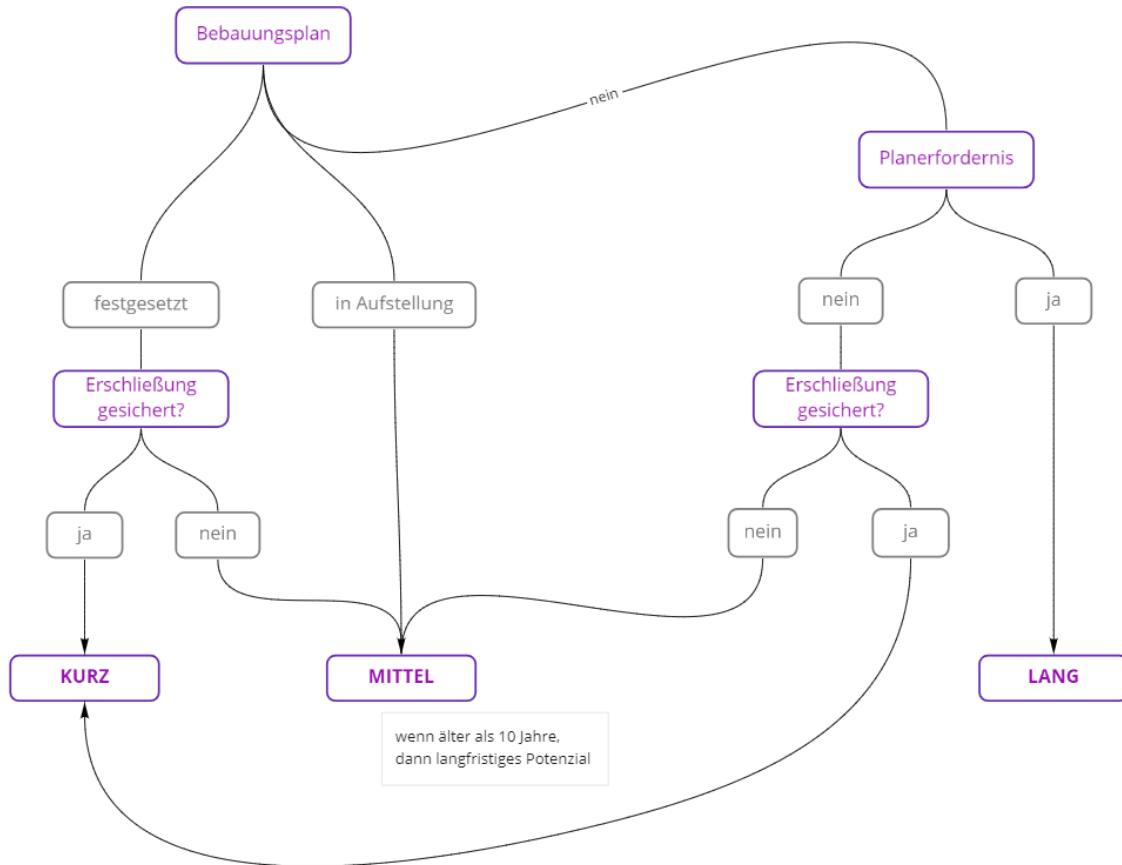 Bebauungsplan
nein
Planerfordernis
festgesetzt
in Aufstellung
nein
ja
Erschließung
gesichert?
Erschließung
gesichert?
ja
nein
nein
ja
KURZ
MITTEL
LANG
wenn älter als 10 Jahre,
dann langfristiges Potenzial